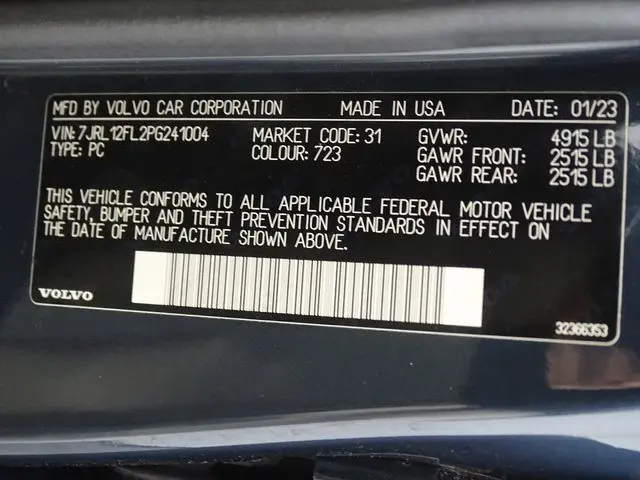 MFD BY VOLVO CAR CORPORATION MADE IN USA DATE: 01/23
VIN: 7JRL12FL2PG241004 MARKET CODE: 31 GVWR: 4915 LB
TYPE: PC COLOUR: 723 GAWR FRONT: 2515 LB
GAWR REAR: 2515 LB
THIS VEHICLE CONFORMS TO ALL APPLICABLE FEDERAL MOTOR VEHICLE
SAFETY, BUMPER AND THEFT PREVENTION STANDARDS IN EFFECT ON
THE DATE OF MANUFACTURE SHOWN ABOVE.
VOLVO 32366353